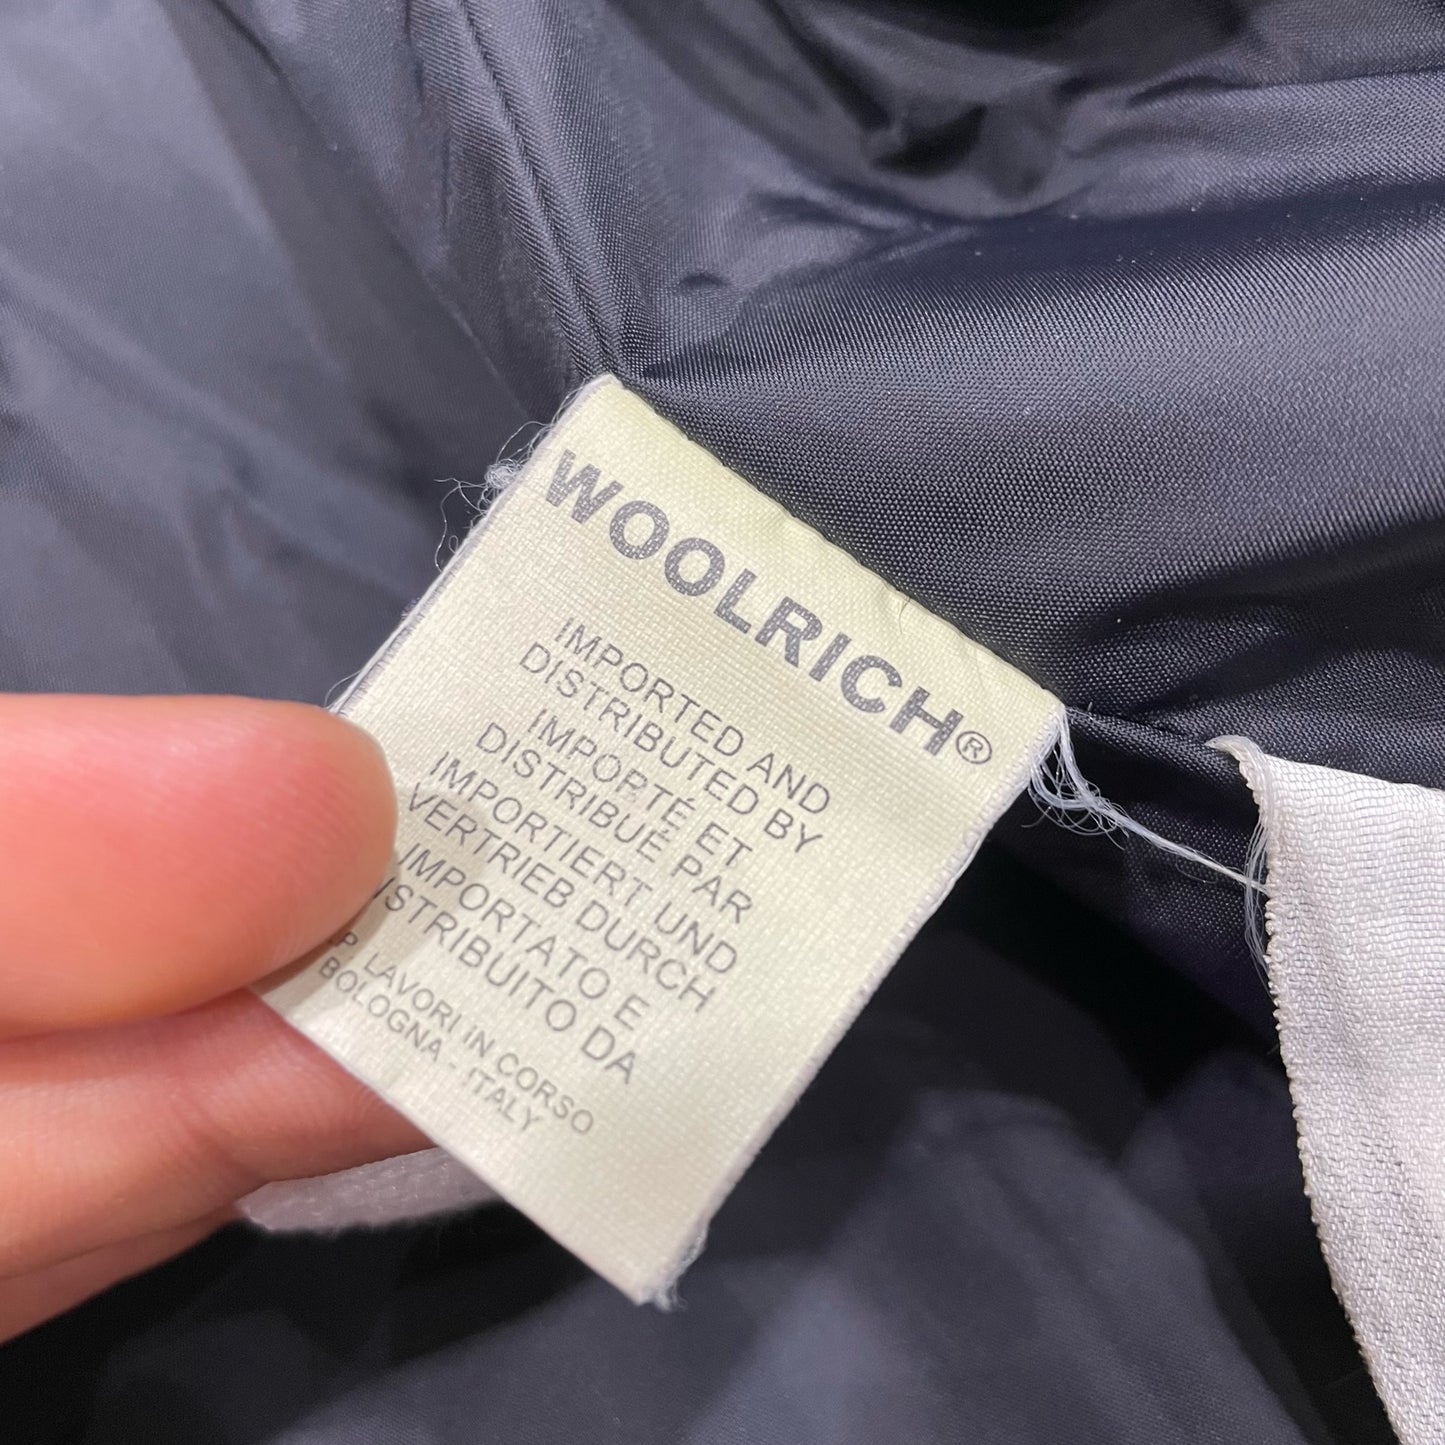 WOOLRICH®
IMPORTED AND
DISTRIBUTED BY
IMPORTÉ ET
DISTRIBUÉ PAR
IMPORTIERT UND
VERTRIEB DURCH
IMPORTATO E
DISTRIBUITO DA
LAVORI IN CORSO
BOLOGNA - ITALY